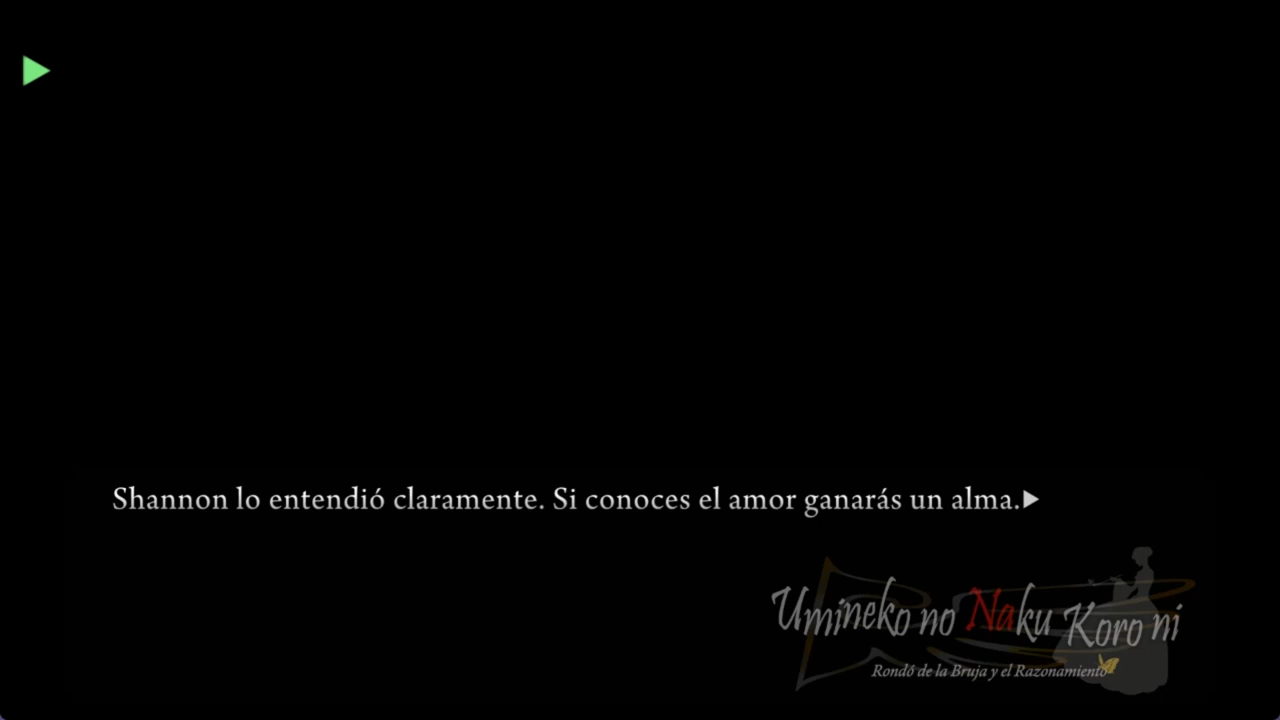 Shannon lo entendió claramente. Si conoces el amor ganarás un alma.
Umineko no Naku Koro ni
Rondó de la Bruja y el Razonamiento